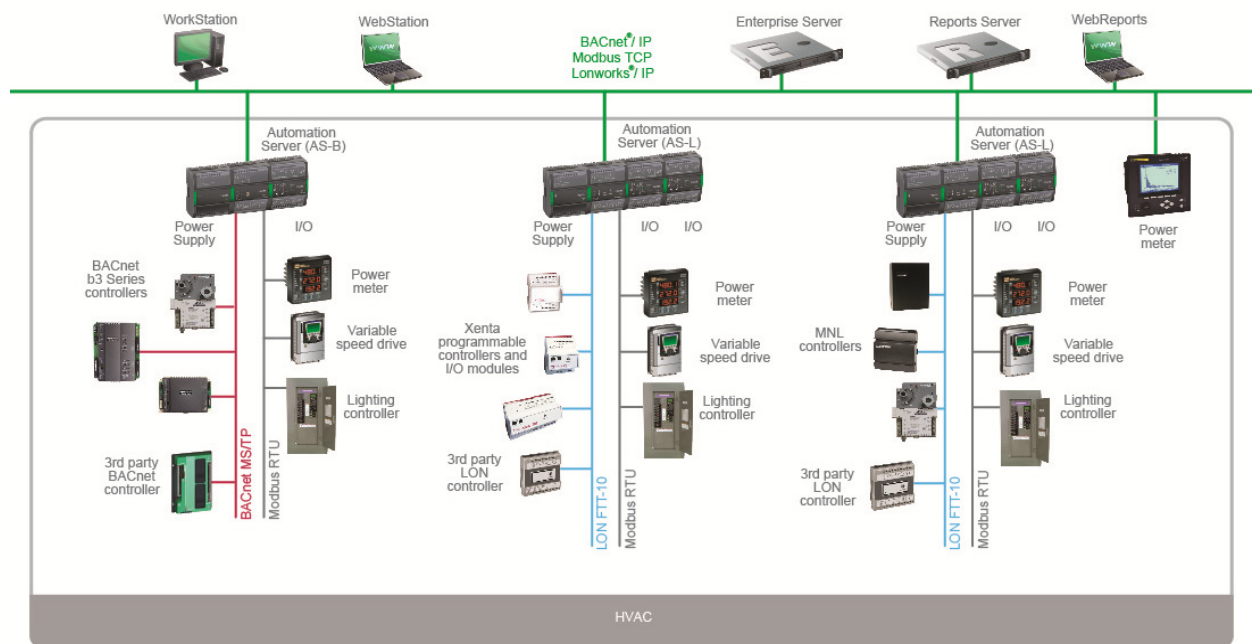 WorkStation
WebStation
BACnet®/ IP
Modbus TCP
Lonworks®/ IP
Enterprise Server
Reports Server
WebReports
www
www
E
R
Automation
Server (AS-B)
Power
Supply
I/O
BACnet
b3 Series
controllers
Power
meter
Variable
speed drive
Lighting
controller
3rd party
BACnet
controller
BACnet MS/TP
Modbus RTU
Automation
Server (AS-L)
Power
Supply
I/O
I/O
Power
meter
Xenta
programmable
controllers and
I/O modules
Variable
speed drive
Lighting
controller
3rd party
LON
controller
LON FTT-10
Modbus RTU
Automation
Server (AS-L)
Power
Supply
I/O
I/O
Power
meter
MNL
controllers
Variable
speed drive
Lighting
controller
3rd party
LON
controller
LON FTT-10
Modbus RTU
Power
meter
HVAC